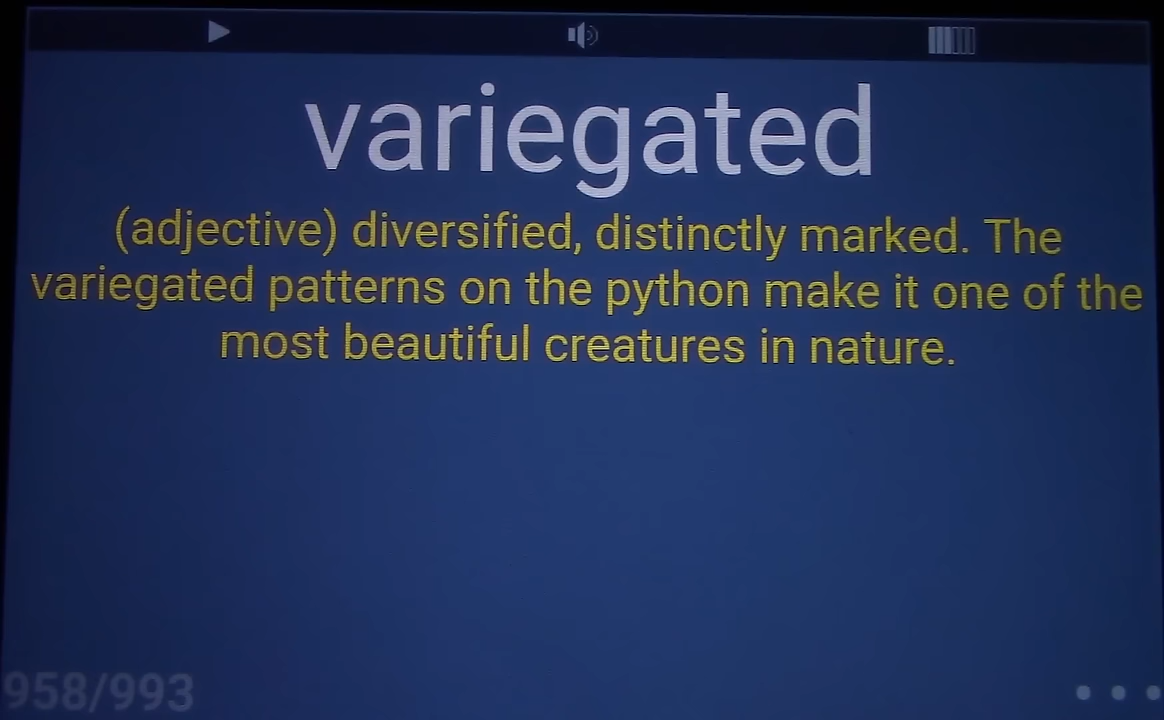 variegated
(adjective) diversified, distinctly marked. The
variegated patterns on the python make it one of the
most beautiful creatures in nature.
958/993